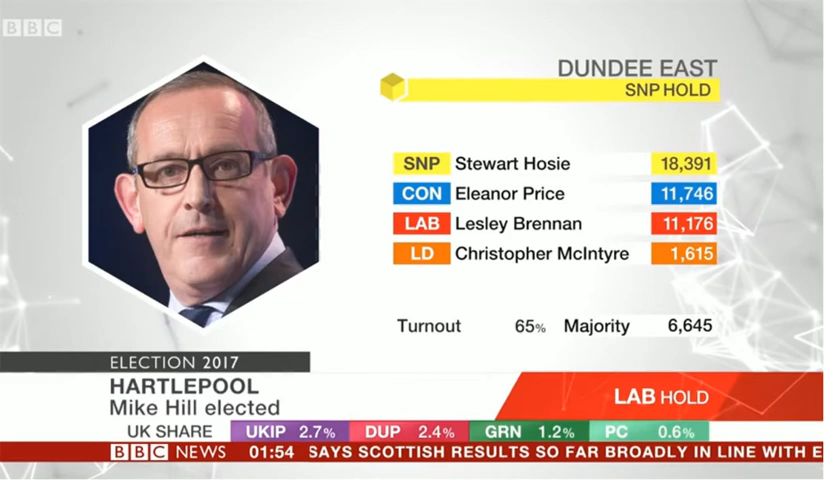 BBC
DUNDEE EAST
SNP HOLD
SNP Stewart Hosie 18,391
CON Eleanor Price 11,746
LAB Lesley Brennan 11,176
LD Christopher McIntyre 1,615
Turnout 65% Majority 6,645
ELECTION 2017
HARTLEPOOL
Mike Hill elected
LAB HOLD
UK SHARE UKIP 2.7% DUP 2.4% GRN 1.2% PC 0.6%
BBC NEWS 01:54 SAYS SCOTTISH RESULTS SO FAR BROADLY IN LINE WITH E